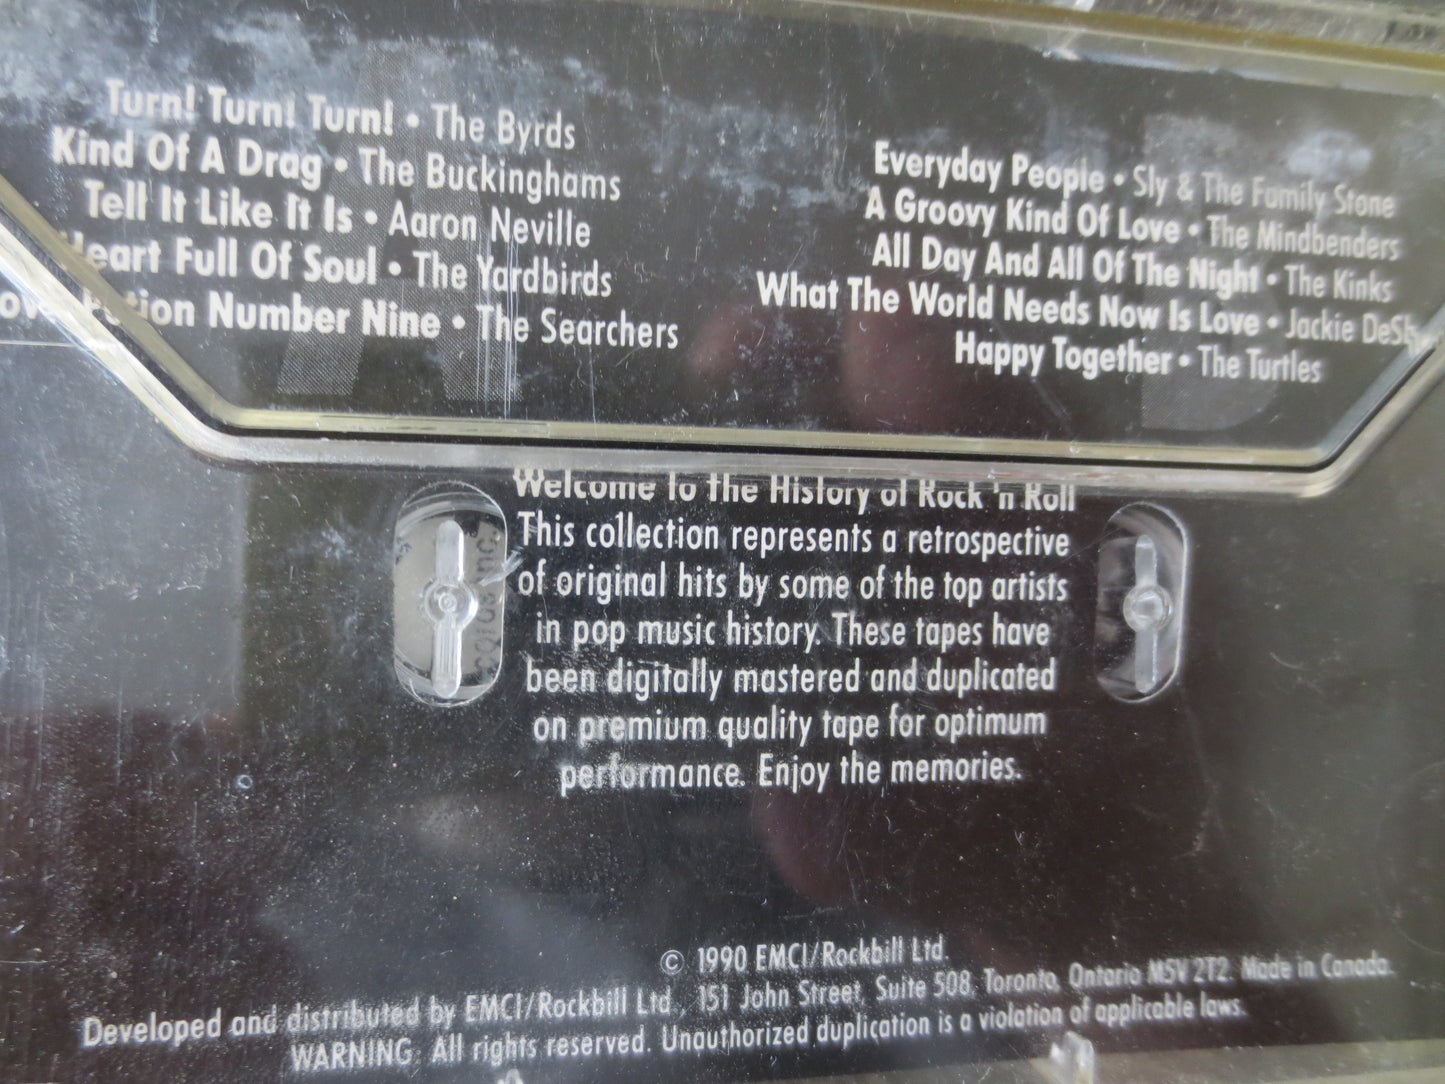 Turn! Turn! Turn! • The Byrds
Kind Of A Drag • The Buckinghams
Tell It Like It Is • Aaron Neville
Heart Full Of Soul • The Yardbirds
Potion Number Nine • The Searchers
Everyday People • Sly & The Family Stone
A Groovy Kind Of Love • The Mindbenders
All Day And All Of The Night • The Kinks
What The World Needs Now Is Love • Jackie DeSh
Happy Together • The Turtles
Welcome To The History of Rock 'n Roll
This collection represents a retrospective
of original hits by some of the top artists
in pop music history. These tapes have
been digitally mastered and duplicated
on premium quality tape for optimum
performance. Enjoy the memories.
© 1990 EMCI/Rockbill Ltd.
Developed and distributed by EMCI/Rockbill Ltd., 151 John Street, Suite 508, Toronto, Ontario M5V 2T2. Made in Canada.
WARNING: All rights reserved. Unauthorized duplication is a violation of applicable laws.